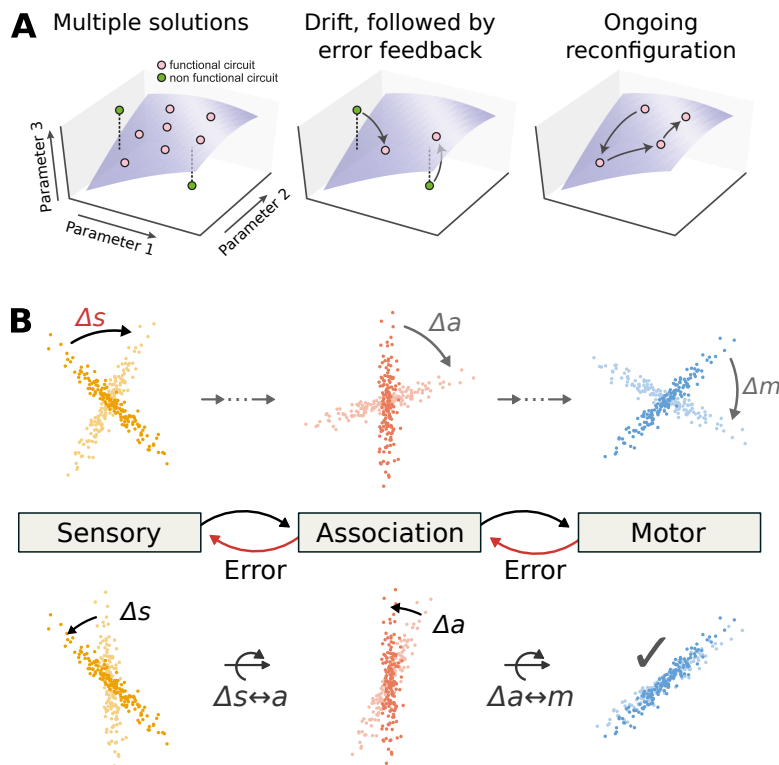 A
Multiple solutions
functional circuit
non functional circuit
Parameter 3
Parameter 1
Parameter 2
Drift, followed by
error feedback
Ongoing
reconfiguration
B
Δs
Δa
Δm
Sensory
Association
Motor
Error
Error
Δs
Δa
Δs↔a
Δa↔m